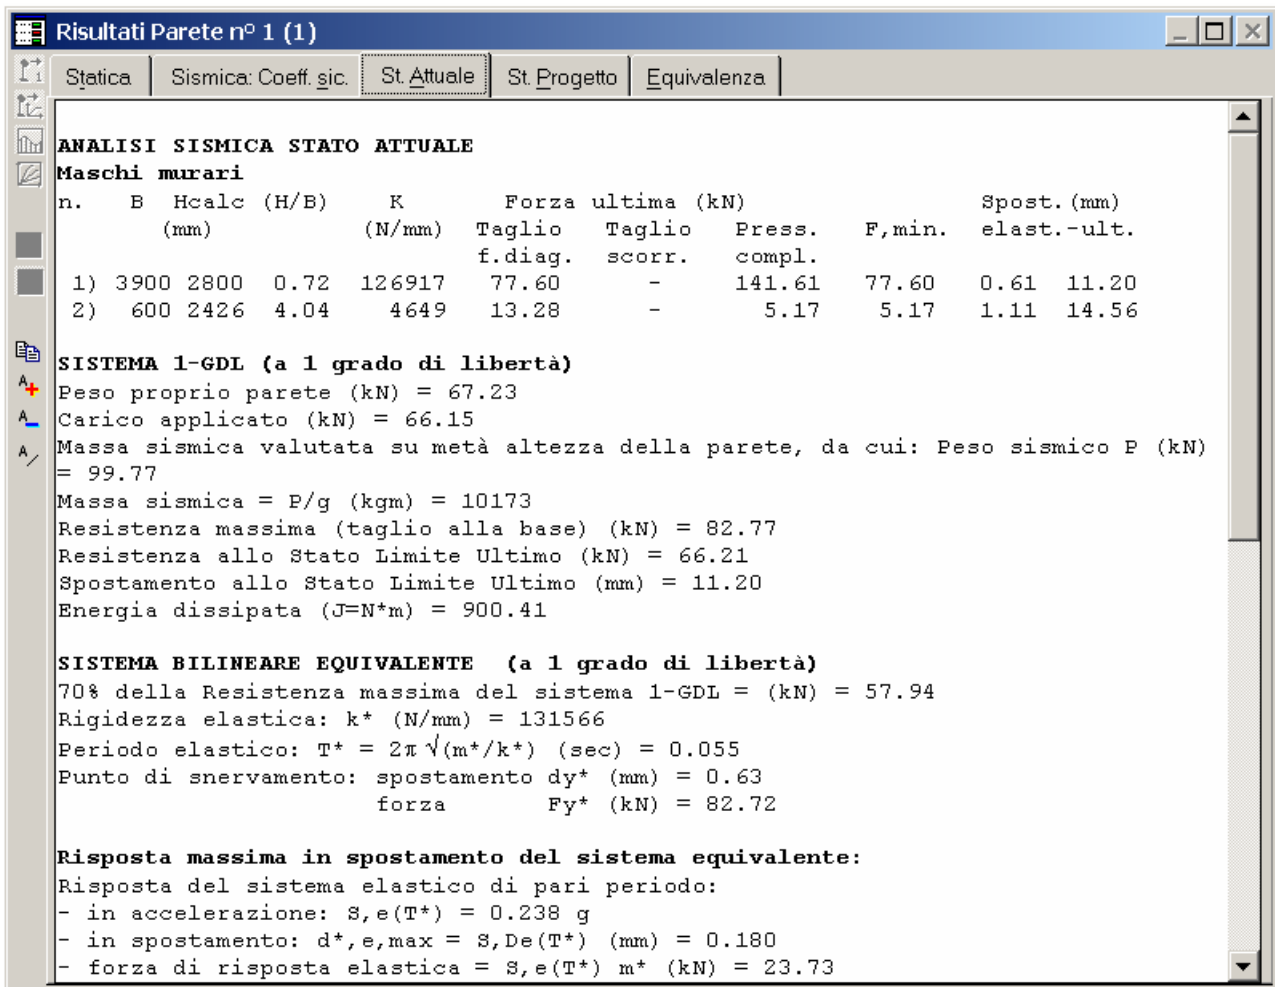 Risultati Parete nº 1 (1)
Statica Sismica: Coeff. sic. St. Attuale St. Progetto Equivalenza
ANALISI SISMICA STATO ATTUALE
Maschi murari
n. B Hcalc (H/B) K Forza ultima (kN) Spost.(mm)
(mm) (N/mm) Taglio Taglio Press. F,min. elast.-ult.
f.diag. scorr. compl.
1) 3900 2800 0.72 126917 77.60 - 141.61 77.60 0.61 11.20
2) 600 2426 4.04 4649 13.28 - 5.17 5.17 1.11 14.56
SISTEMA 1-GDL (a 1 grado di libertà)
Peso proprio parete (kN) = 67.23
Carico applicato (kN) = 66.15
Massa sismica valutata su metà altezza della parete, da cui: Peso sismico P (kN)
= 99.77
Massa sismica = P/g (kgm) = 10173
Resistenza massima (taglio alla base) (kN) = 82.77
Resistenza allo Stato Limite Ultimo (kN) = 66.21
Spostamento allo Stato Limite Ultimo (mm) = 11.20
Energia dissipata (J=N*m) = 900.41
SISTEMA BILINEARE EQUIVALENTE (a 1 grado di libertà)
70% della Resistenza massima del sistema 1-GDL = (kN) = 57.94
Rigidezza elastica: k* (N/mm) = 131566
Periodo elastico: T* = 2π √(m*/k*) (sec) = 0.055
Punto di snervamento: spostamento dy* (mm) = 0.63
forza Fy* (kN) = 82.72
Risposta massima in spostamento del sistema equivalente:
Risposta del sistema elastico di pari periodo:
- in accelerazione: S,e(T*) = 0.238 g
- in spostamento: d*,e,max = S,De(T*) (mm) = 0.180
- forza di risposta elastica = S,e(T*) m* (kN) = 23.73